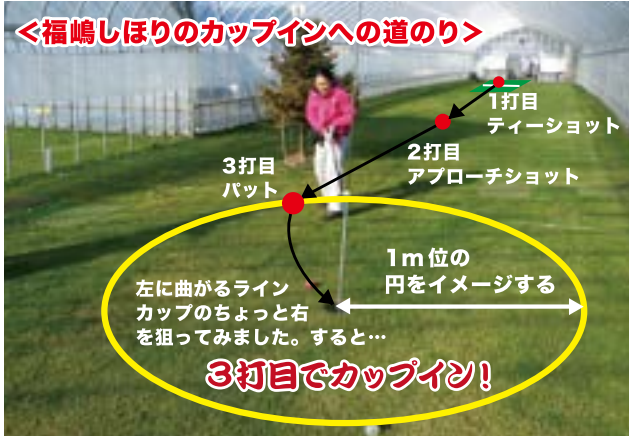 ＜福嶋しほりのカップインへの道のり＞
1打目
ティーショット
2打目
アプローチショット
3打目
パット
1m位の
円をイメージする
左に曲がるライン
カップのちょっと右
を狙ってみました。すると…
3打目でカップイン！